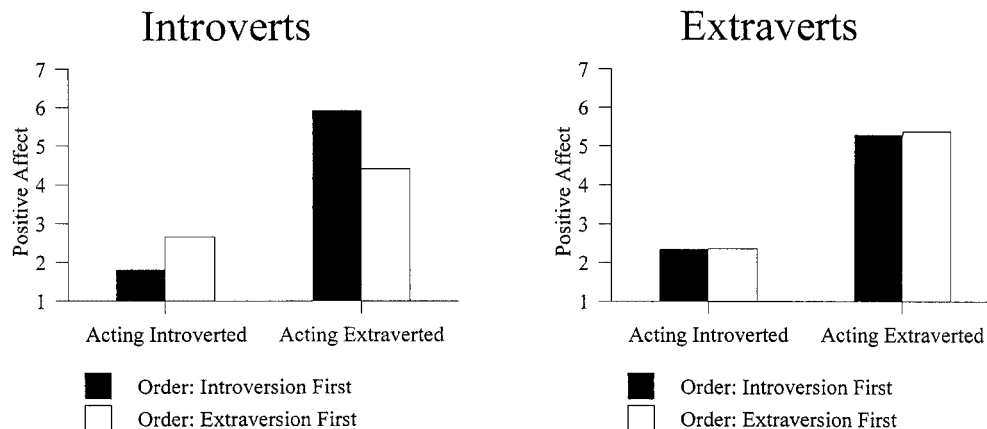 Introverts
7
6
5
4
3
2
1
Positive Affect
Acting Introverted
Acting Extraverted
Order: Introversion First
Order: Extraversion First
Extraverts
7
6
5
4
3
2
1
Positive Affect
Acting Introverted
Acting Extraverted
Order: Introversion First
Order: Extraversion First